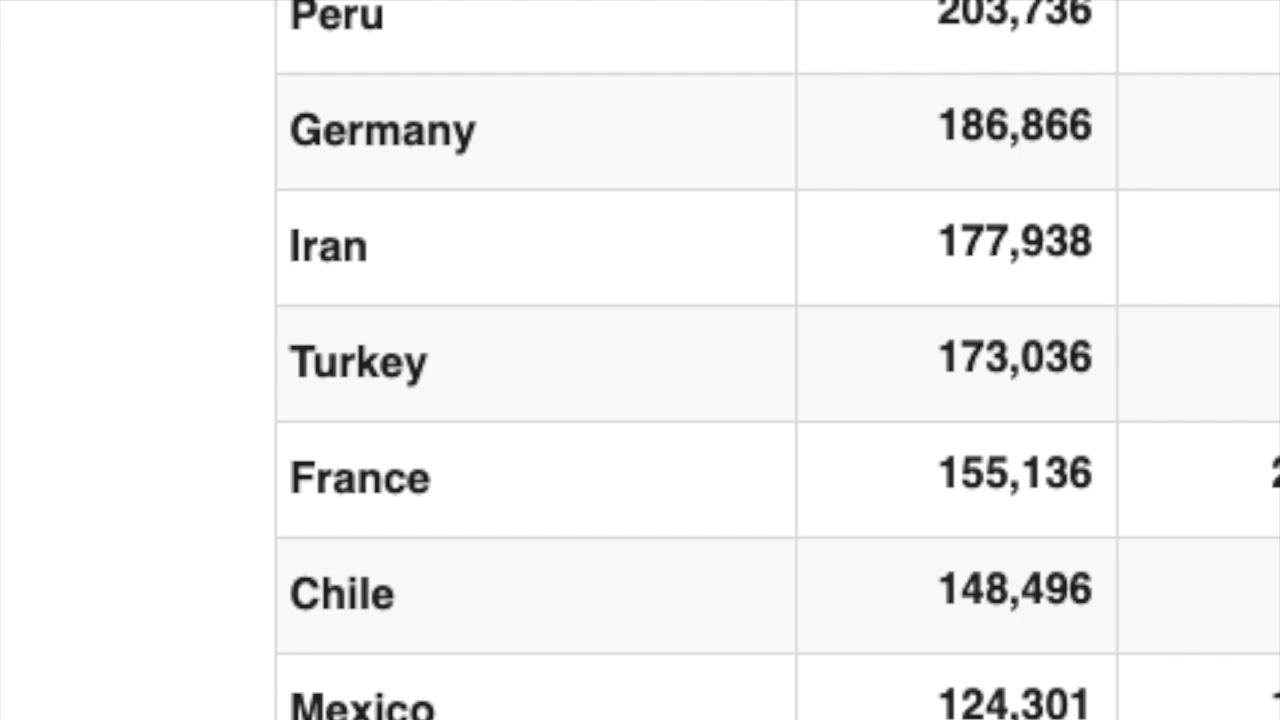 Peru 203,736
Germany 186,866
Iran 177,938
Turkey 173,036
France 155,136
Chile 148,496
Mexico 124,301